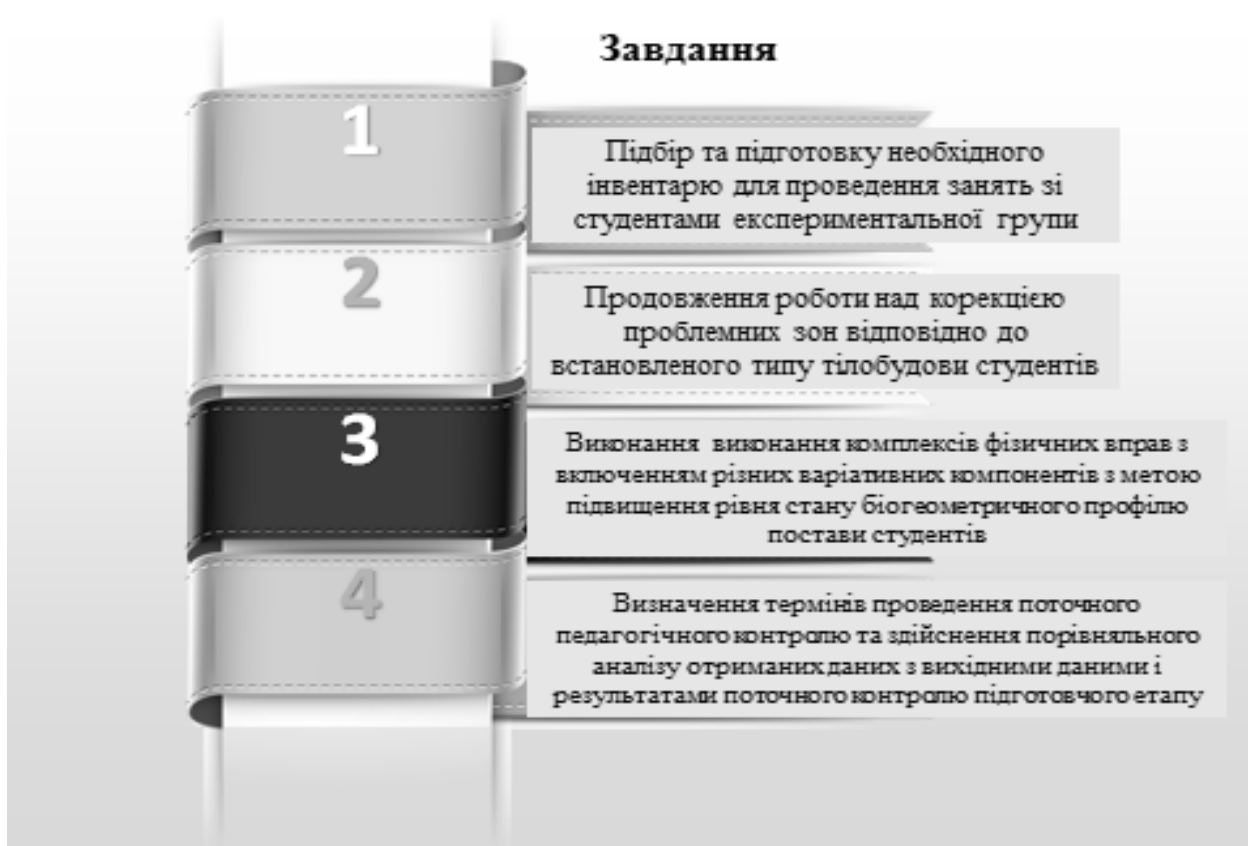 Завдання
1
Підбір та підготовку необхідного
інвентарю для проведення занять зі
студентами експериментальної групи
2
Продовження роботи над корекцією
проблемних зон відповідно до
встановленого типу тілобудови студентів
3
Виконання виконання комплексів фізичних вправ з
включенням різних варіативних компонентів з метою
підвищення рівня стану біогеометричного профілю
постави студентів
4
Визначення термінів проведення поточного
педагогічного контролю та здійснення порівняльного
аналізу отриманих даних з вихідними даними і
результатами поточного контролю підготовчого етапу